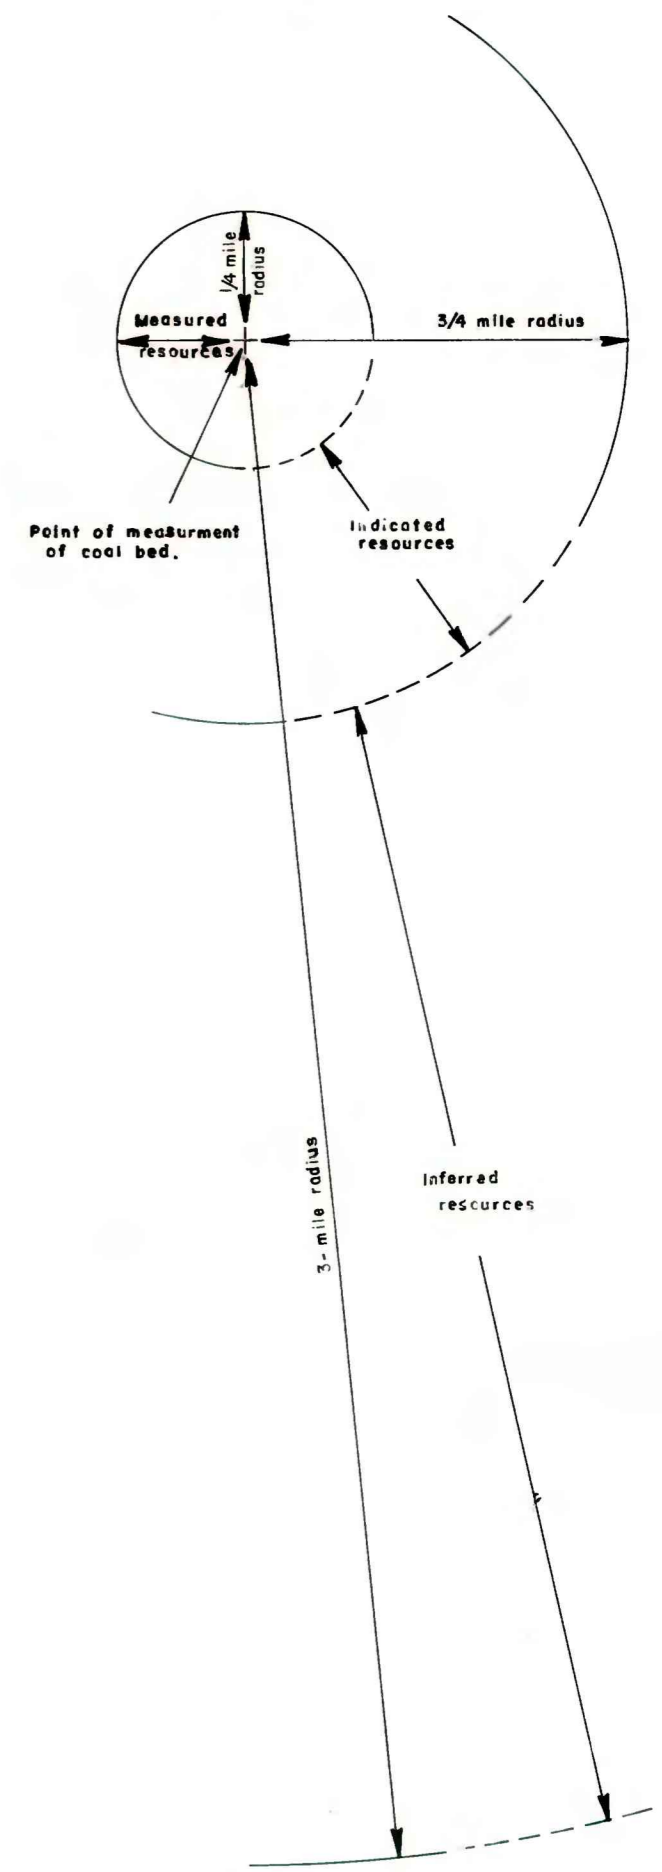 1/4 mile
radius
Measured
resources
3/4 mile radius
Point of measurment
of coal bed.
Indicated
resources
3-mile radius
Inferred
rescurces